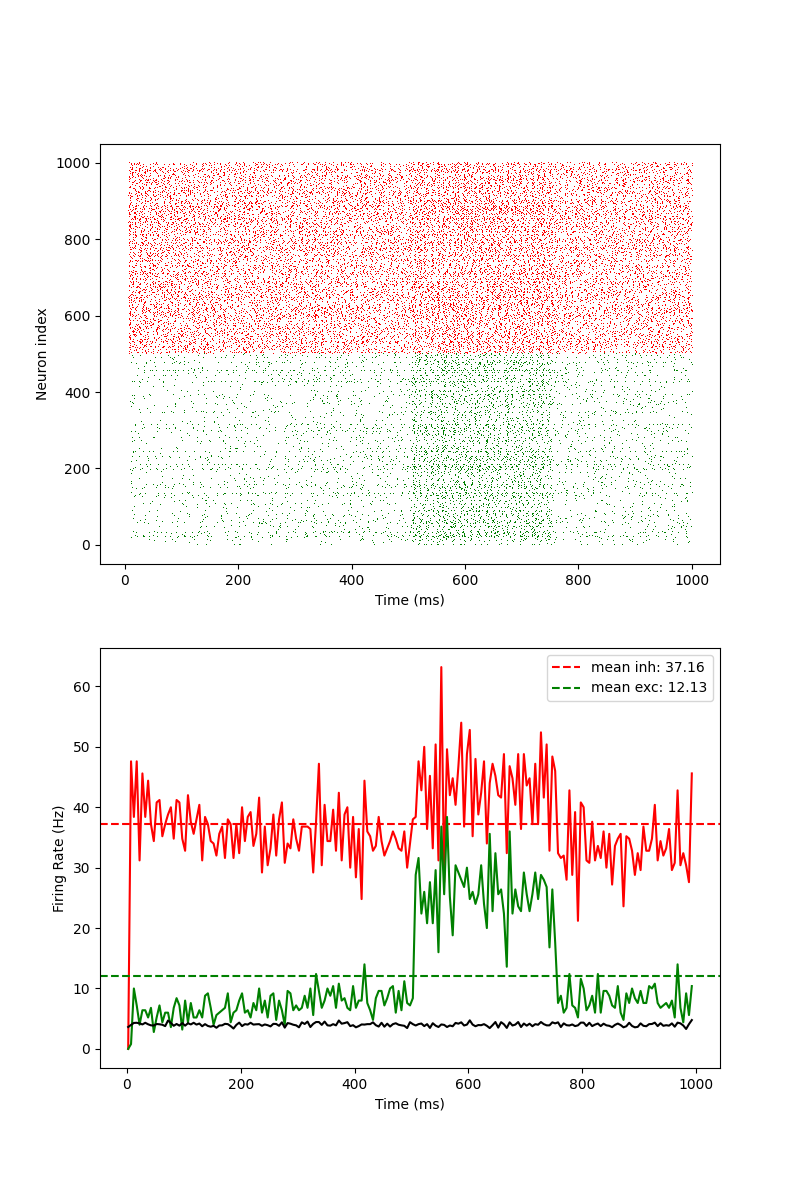 1000
800
600
400
200
0
Neuron index
0 200 400 600 800 1000
Time (ms)
mean inh: 37.16
mean exc: 12.13
60
50
40
30
20
10
0
Firing Rate (Hz)
0 200 400 600 800 1000
Time (ms)